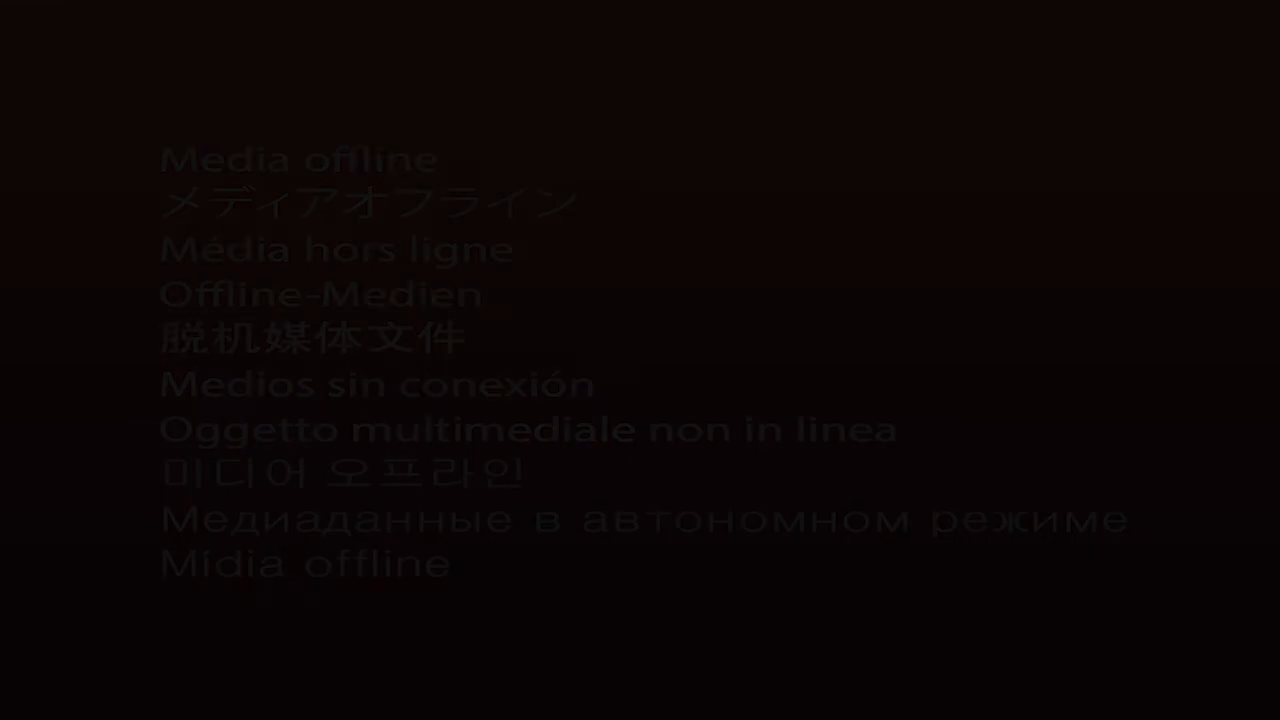 Media offline
メディアオフライン
Média hors ligne
Offline-Medien
脱机媒体文件
Medios sin conexión
Oggetto multimediale non in linea
미디어 오프라인
Медиаданные в автономном режиме
Mídia offline